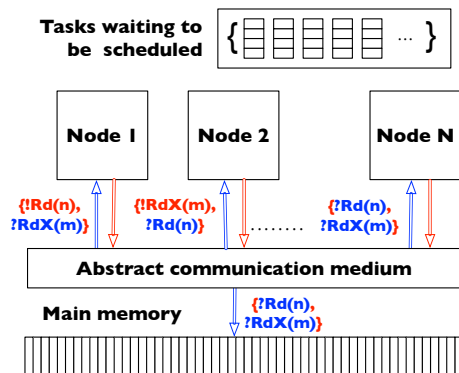 Tasks waiting to
be scheduled
{ ... }
Node 1
Node 2
Node N
{!Rd(n),
?RdX(m)}
{!RdX(m),
?Rd(n)}
{?Rd(n),
?RdX(m)}
........
Abstract communication medium
Main memory
{?Rd(n),
?RdX(m)}